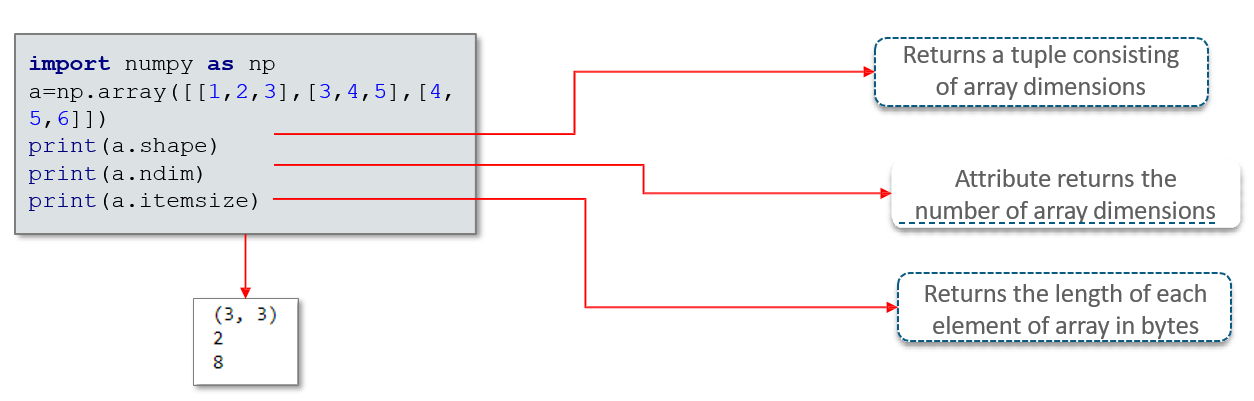 import numpy as np
a=np.array([[1,2,3],[3,4,5],[4,
5,6]])
print(a.shape)
print(a.ndim)
print(a.itemsize)
(3, 3)
2
8
Returns a tuple consisting
of array dimensions
Attribute returns the
number of array dimensions
Returns the length of each
element of array in bytes